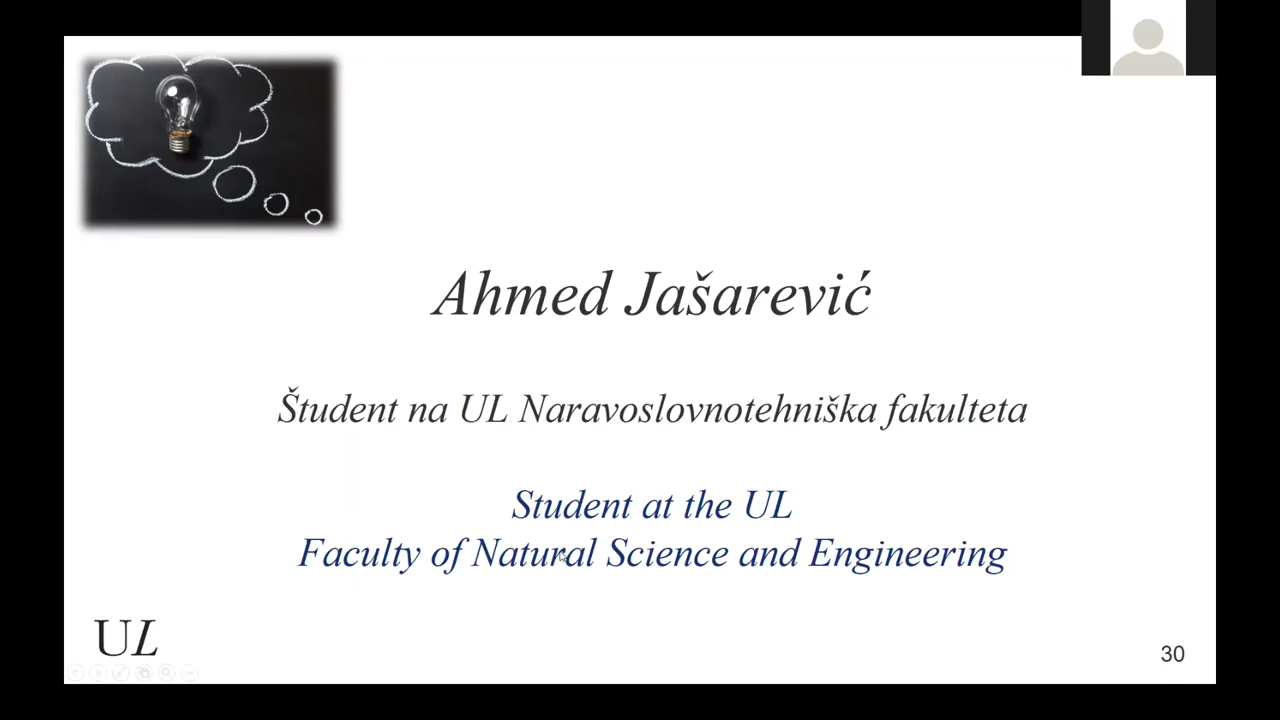 Ahmed Jašarević
Študent na UL Naravoslovnotehniška fakulteta
Student at the UL
Faculty of Natural Science and Engineering
UL
30